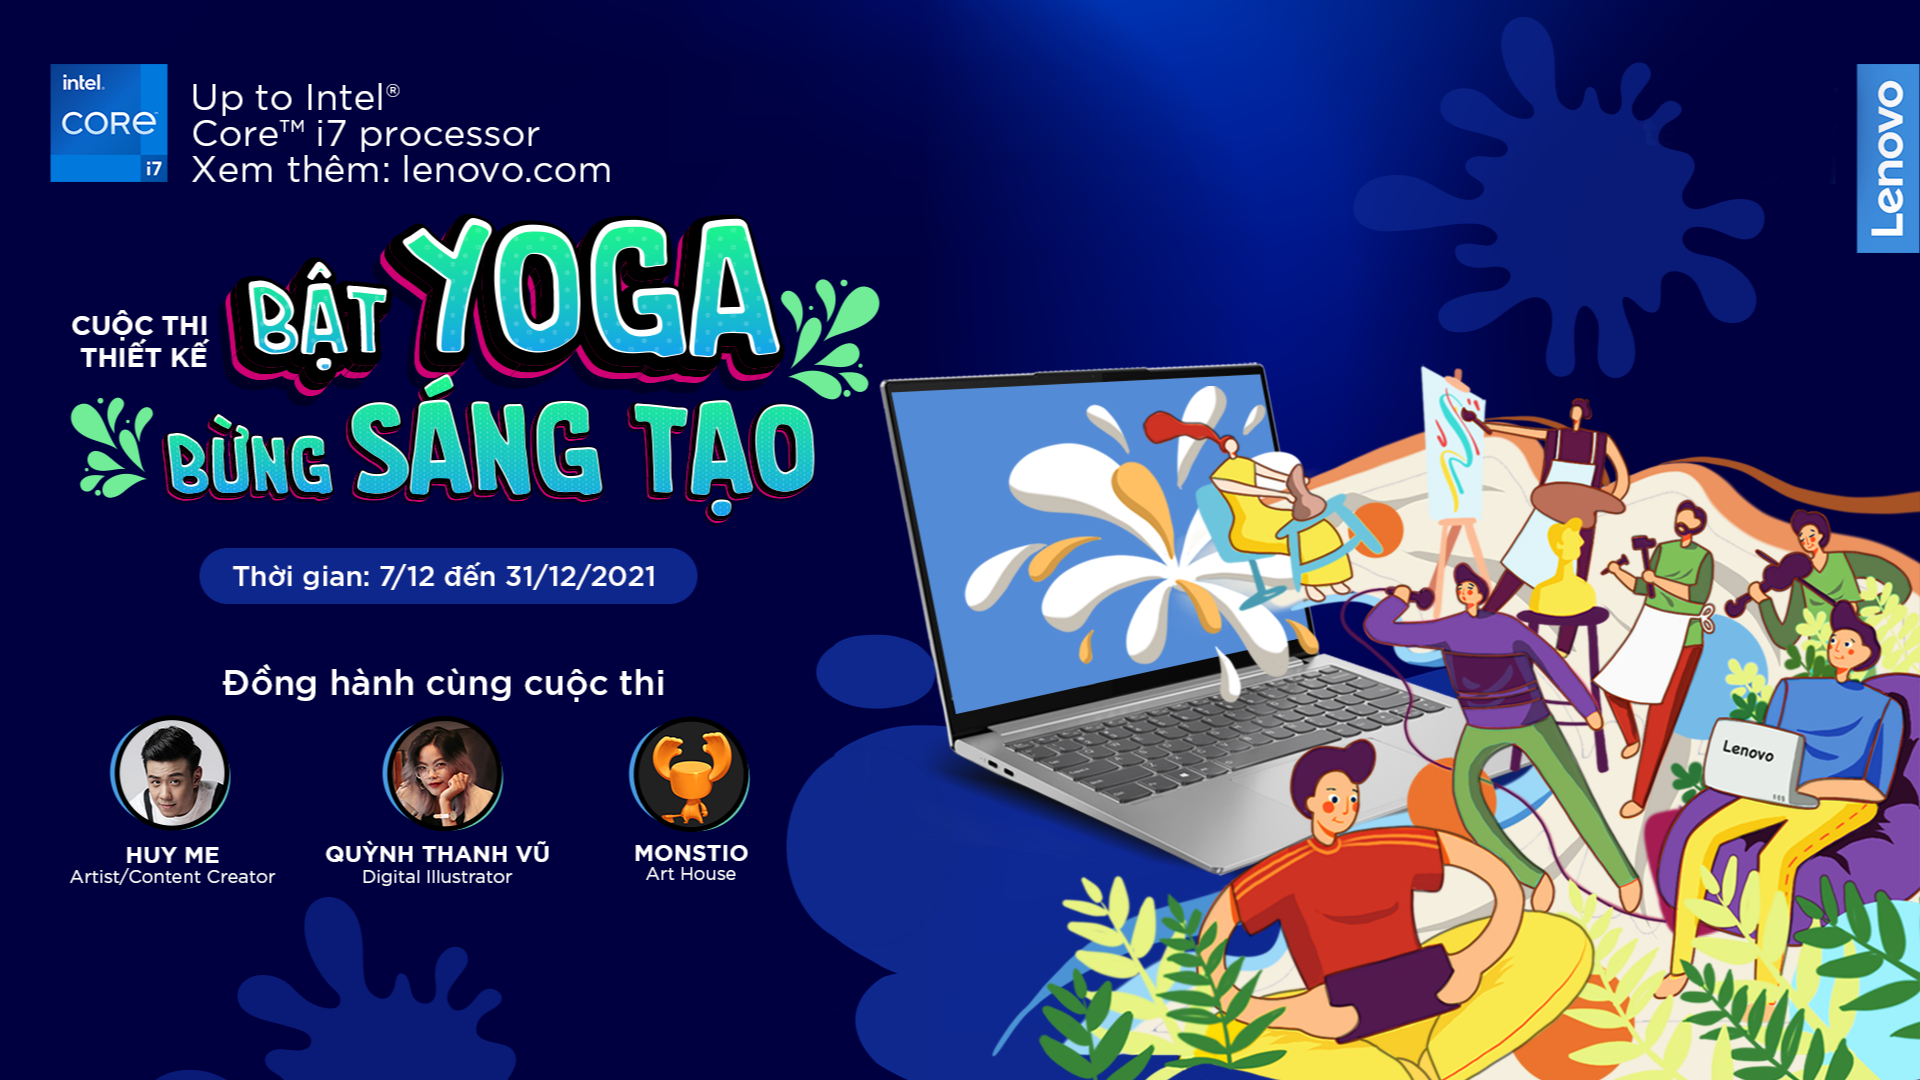 intel.
CORE
i7
Up to Intel®
Core™ i7 processor
Xem thêm: lenovo.com
Lenovo
CUỘC THI
THIẾT KẾ
BẬT YOGA
BỪNG SÁNG TẠO
Thời gian: 7/12 đến 31/12/2021
Đồng hành cùng cuộc thi
HUY ME
Artist/Content Creator
QUỲNH THANH VŨ
Digital Illustrator
MONSTIO
Art House
Lenovo